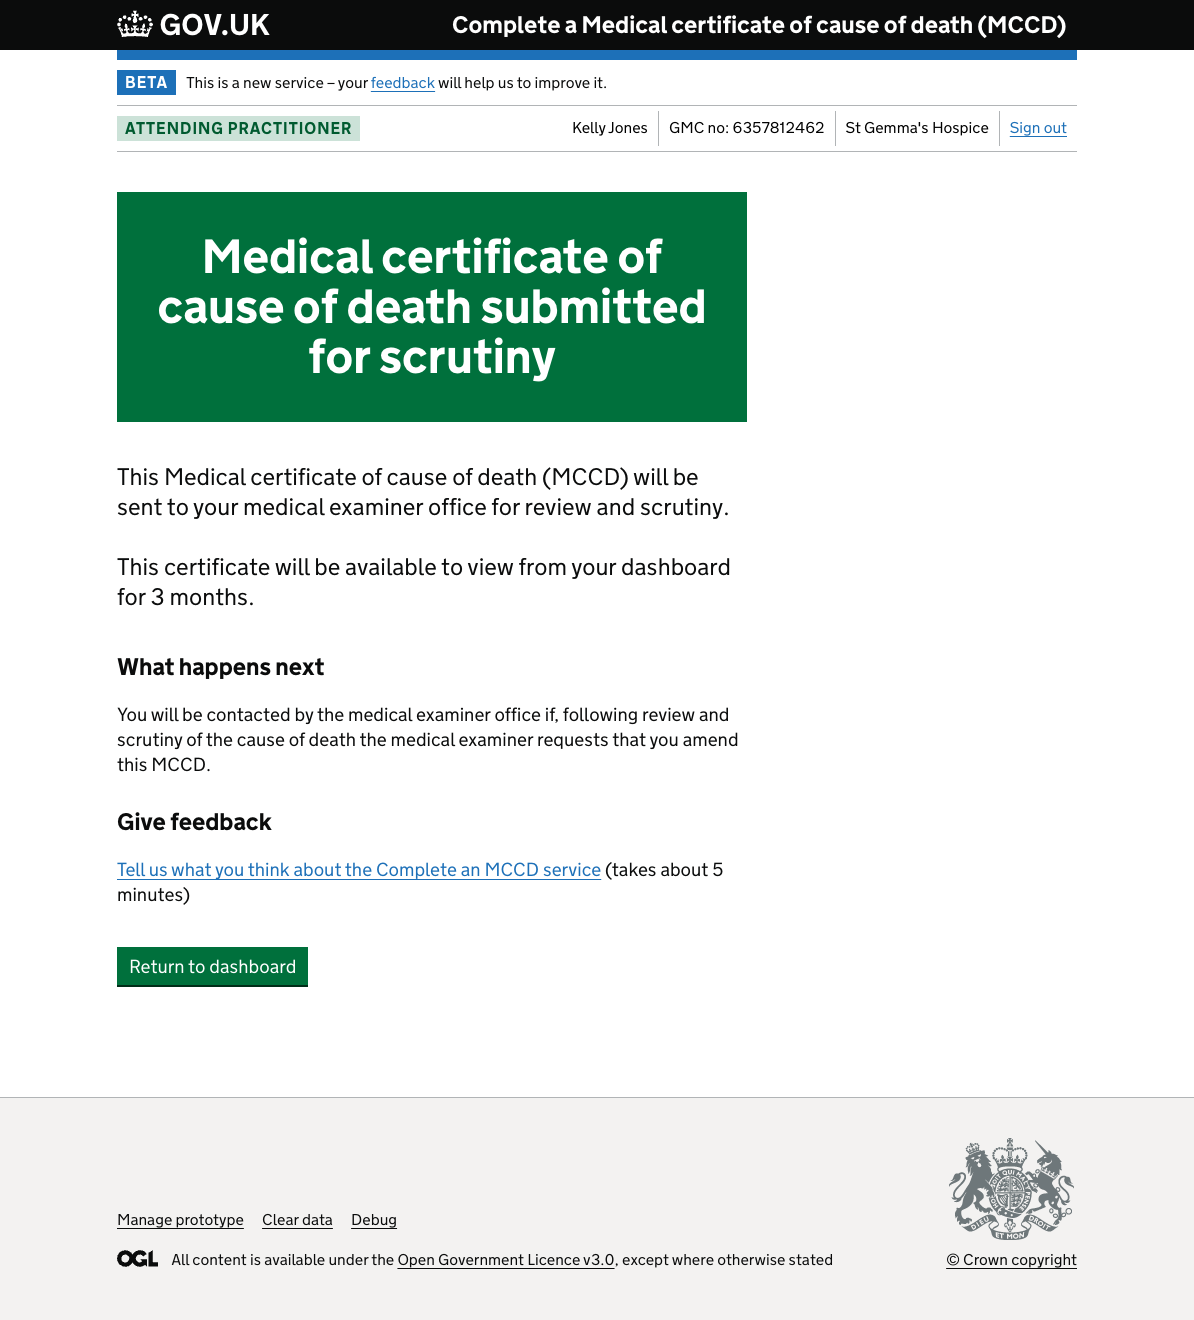 GOV.UK
Complete a Medical certificate of cause of death (MCCD)
BETA This is a new service – your feedback will help us to improve it.
ATTENDING PRACTITIONER
Kelly Jones
GMC no: 6357812462
St Gemma's Hospice
Sign out
Medical certificate of
cause of death submitted
for scrutiny
This Medical certificate of cause of death (MCCD) will be
sent to your medical examiner office for review and scrutiny.
This certificate will be available to view from your dashboard
for 3 months.
What happens next
You will be contacted by the medical examiner office if, following review and
scrutiny of the cause of death the medical examiner requests that you amend
this MCCD.
Give feedback
Tell us what you think about the Complete an MCCD service (takes about 5
minutes)
Return to dashboard
Manage prototype
Clear data
Debug
OGL All content is available under the Open Government Licence v3.0, except where otherwise stated
DIEU ET MON DROIT
© Crown copyright